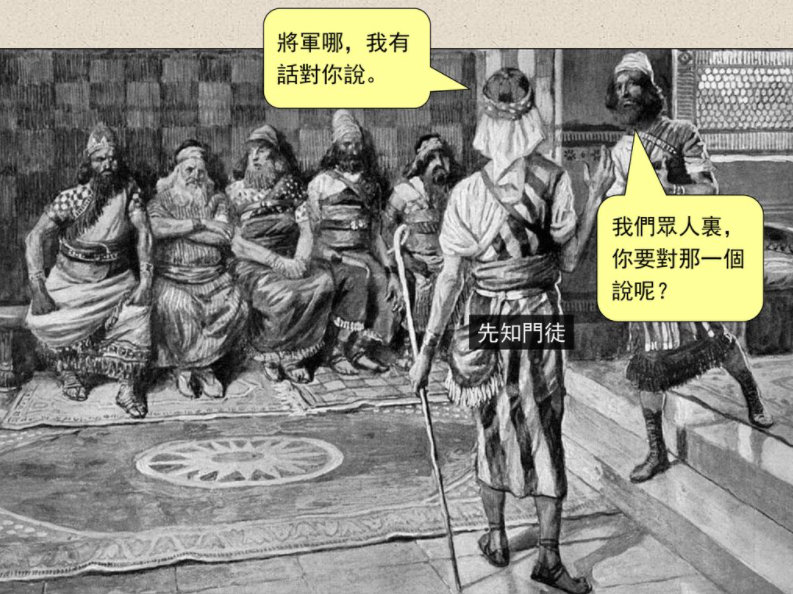 將軍哪，我有
話對你說。
我們眾人裏，
你要對那一個
說呢？
先知門徒